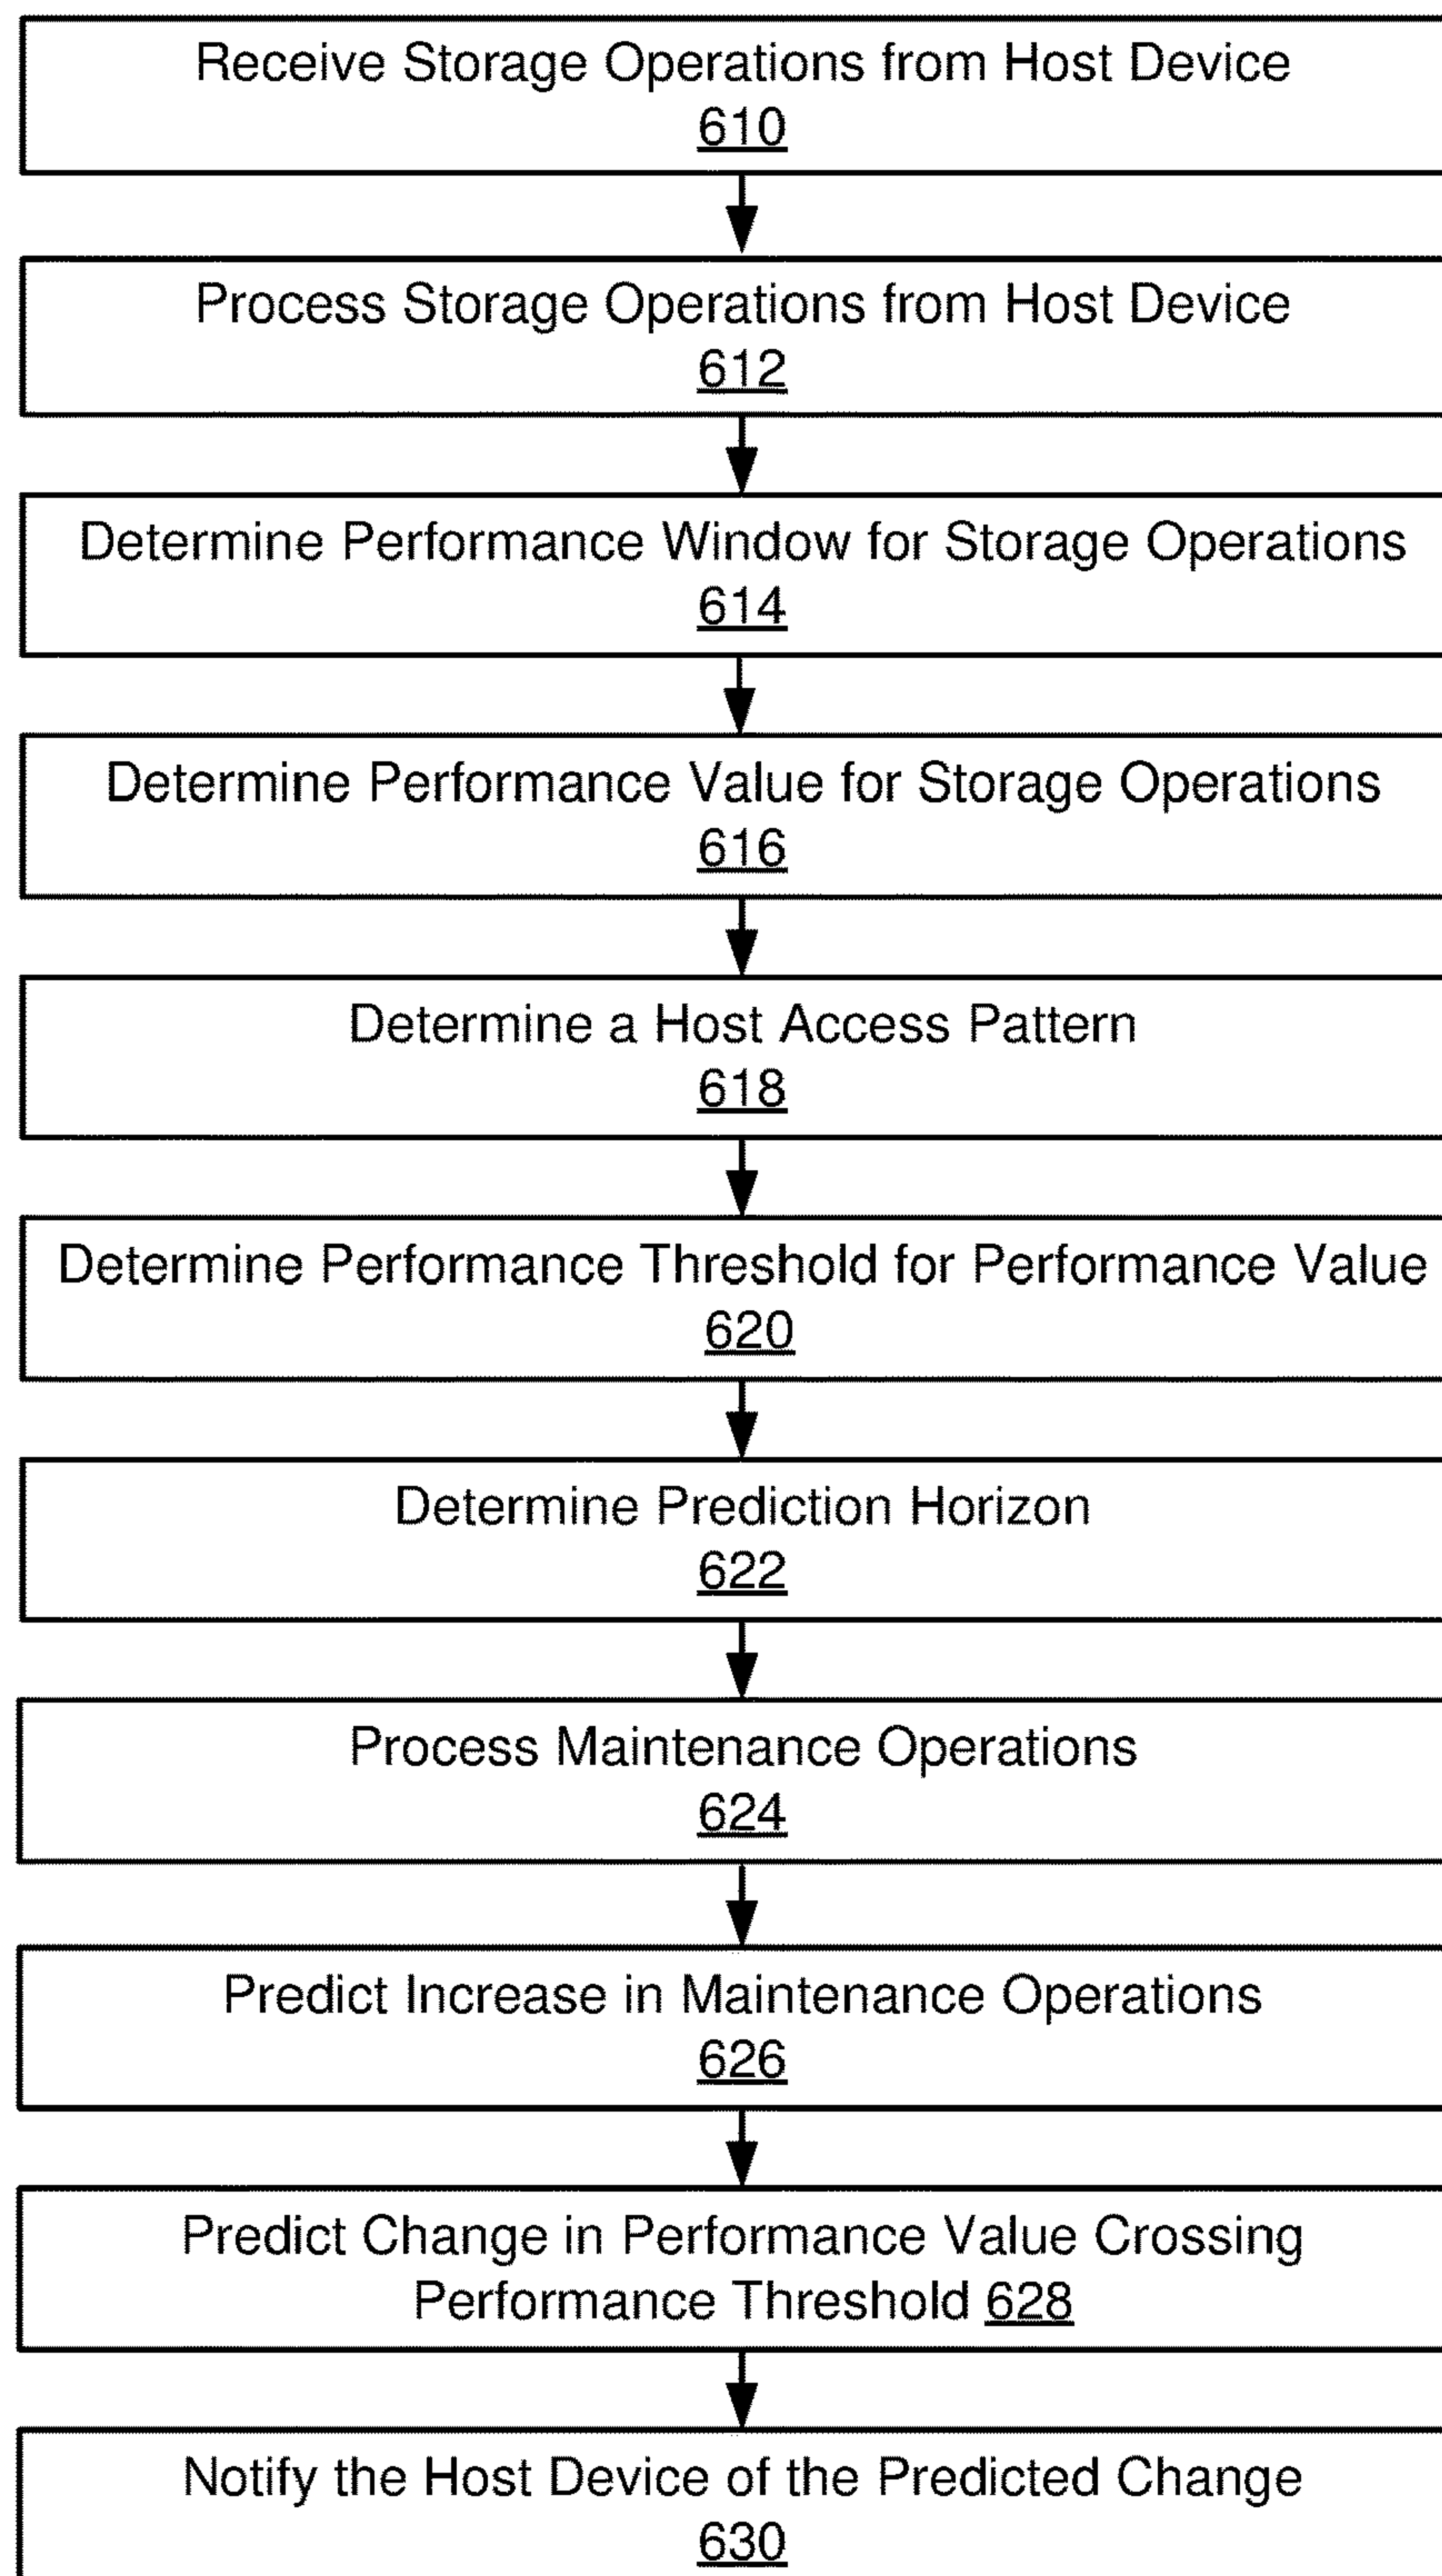 Receive Storage Operations from Host Device
610
Process Storage Operations from Host Device
612
Determine Performance Window for Storage Operations
614
Determine Performance Value for Storage Operations
616
Determine a Host Access Pattern
618
Determine Performance Threshold for Performance Value
620
Determine Prediction Horizon
622
Process Maintenance Operations
624
Predict Increase in Maintenance Operations
626
Predict Change in Performance Value Crossing
Performance Threshold 628
Notify the Host Device of the Predicted Change
630